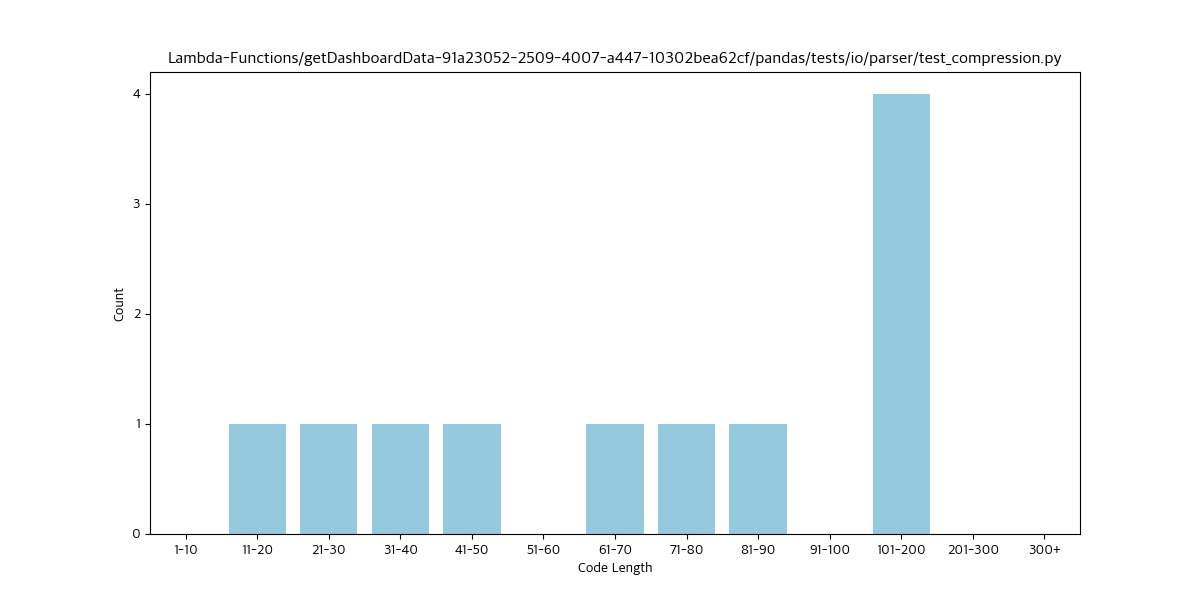 Lambda-Functions/getDashboardData-91a23052-2509-4007-a447-10302bea62cf/pandas/tests/io/parser/test_compression.py
4
3
2
1
0
Count
1-10 11-20 21-30 31-40 41-50 51-60 61-70 71-80 81-90 91-100 101-200 201-300 300+
Code Length